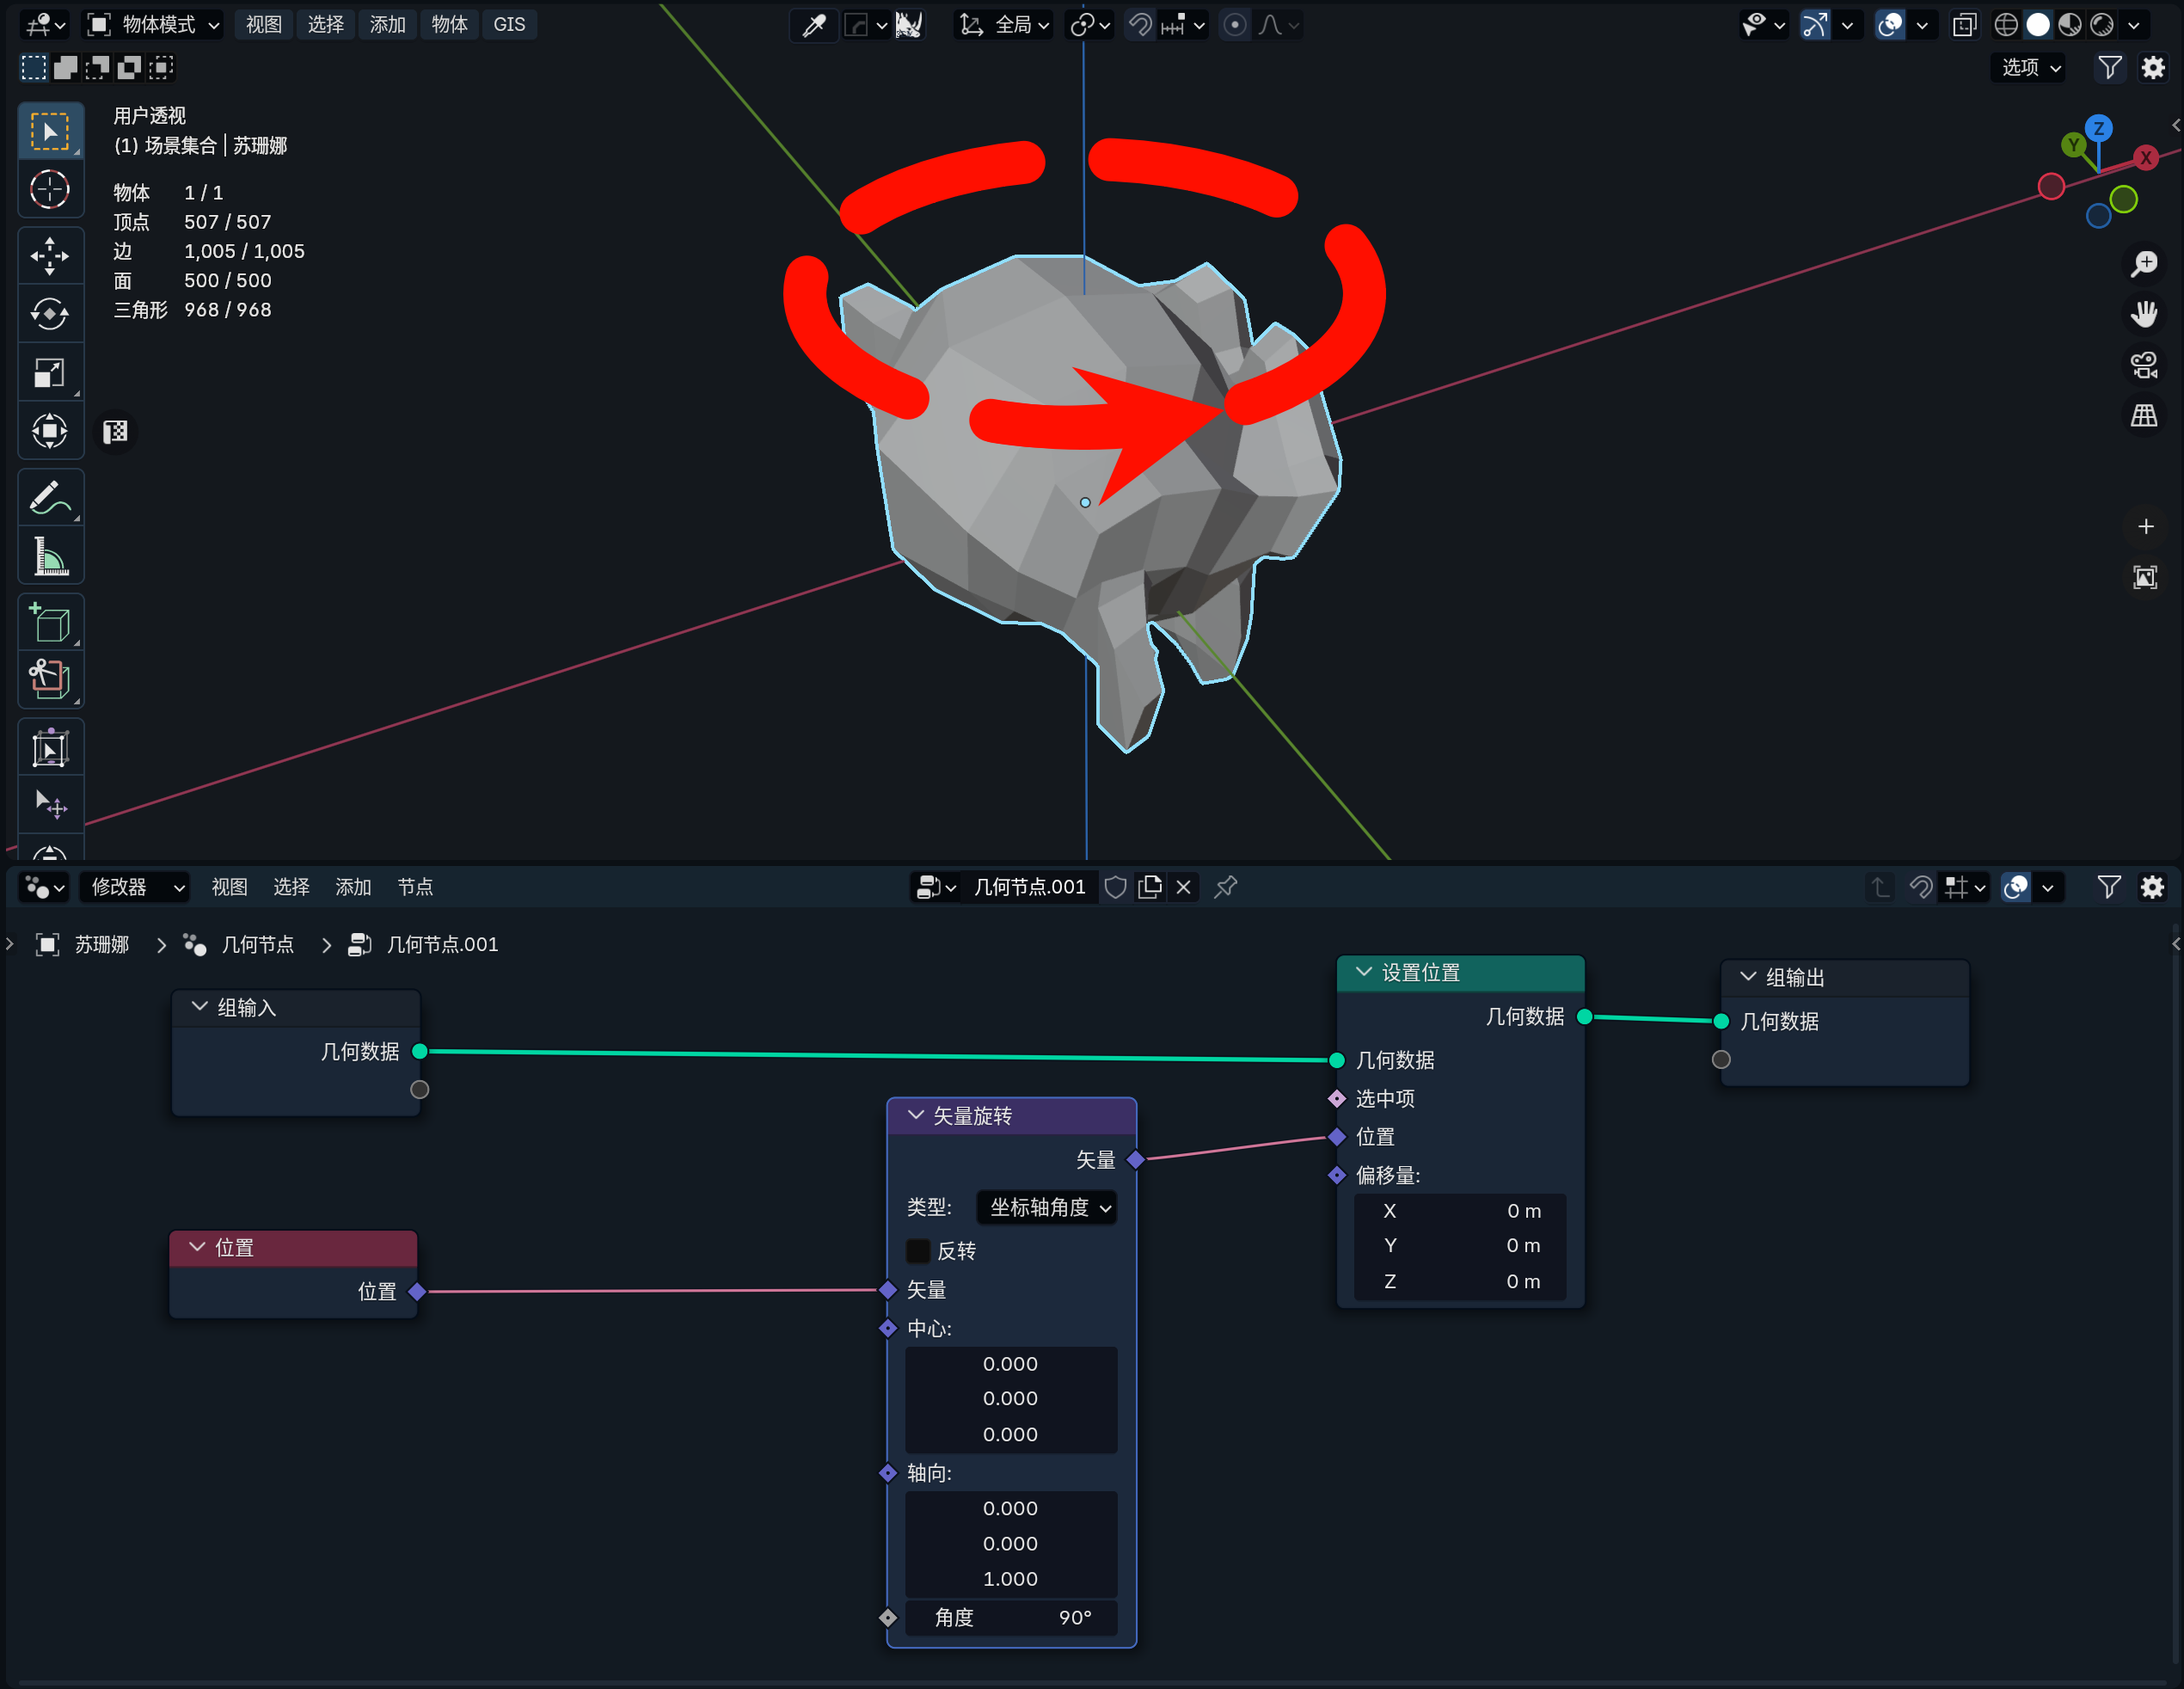 物体模式 视图 选择 添加 物体 GIS 全局
选项
用户透视
(1) 场景集合 | 苏珊娜
物体 1 / 1
顶点 507 / 507
边 1,005 / 1,005
面 500 / 500
三角形 968 / 968
Z
Y
X
修改器 视图 选择 添加 节点 几何节点.001
苏珊娜 > 几何节点 > 几何节点.001
组输入
几何数据
位置
位置
矢量旋转
矢量
类型: 坐标轴角度
反转
矢量
中心:
0.000
0.000
0.000
轴向:
0.000
0.000
1.000
角度 90°
设置位置
几何数据
几何数据
选中项
位置
偏移量:
X 0 m
Y 0 m
Z 0 m
组输出
几何数据